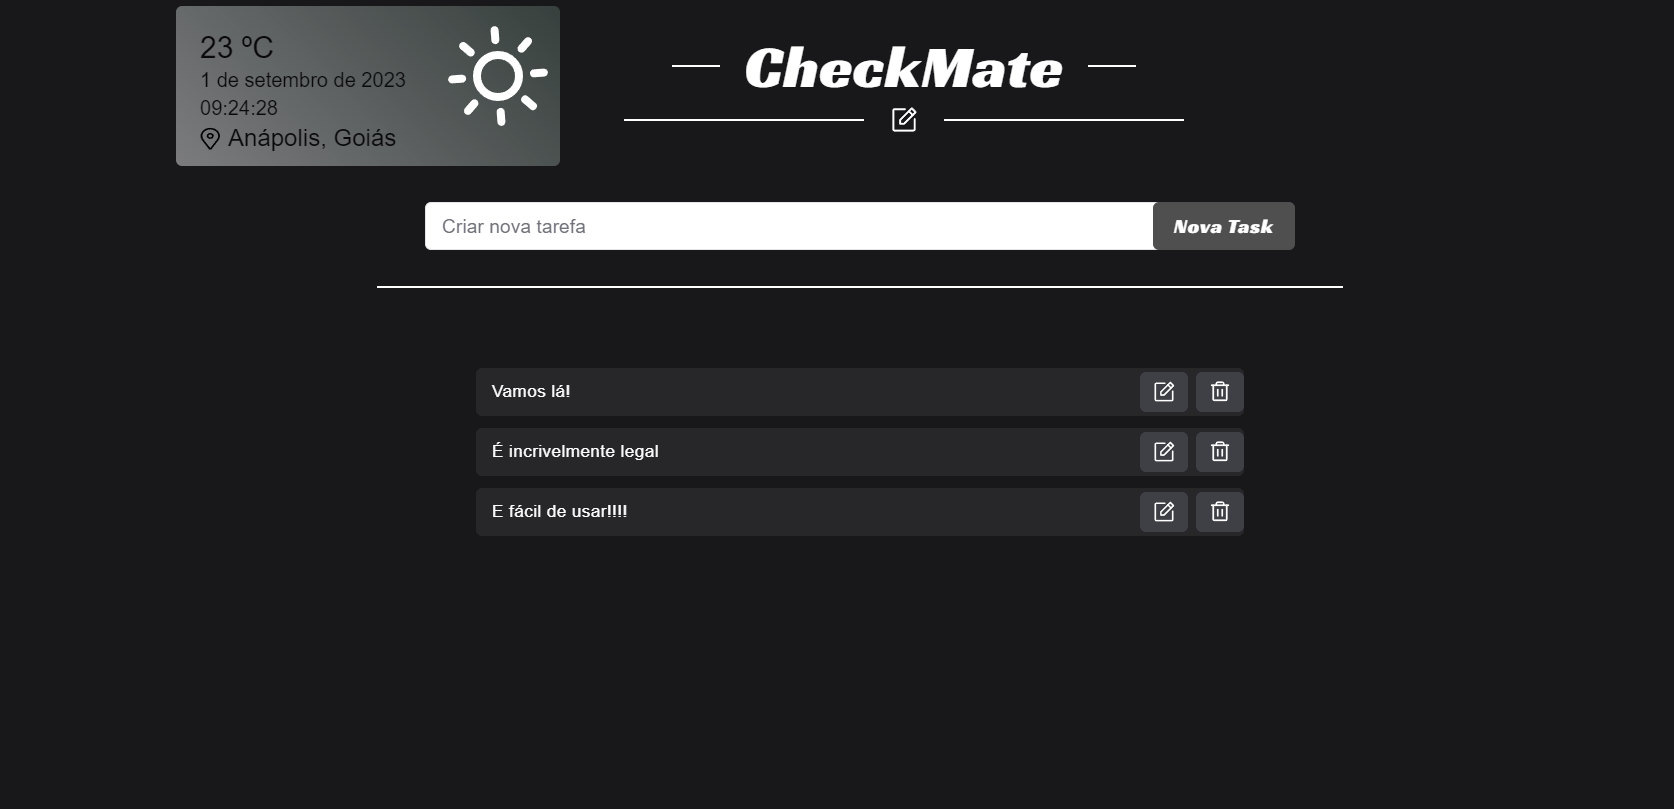 23 ºC
1 de setembro de 2023
09:24:28
Anápolis, Goiás
CheckMate
Criar nova tarefa
Nova Task
Vamos lá!
É incrivelmente legal
E fácil de usar!!!!